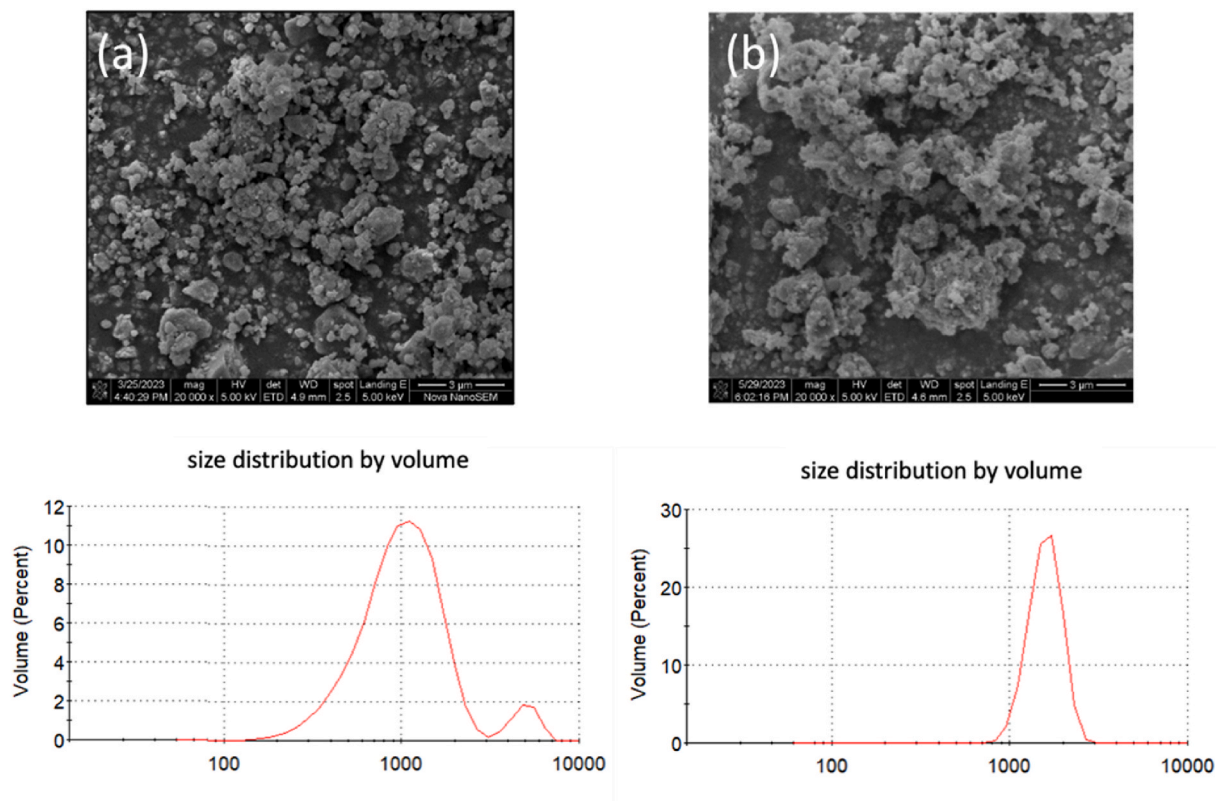 (a)
3/25/2023 mag HV det WD spot Landing E 3 µm
4:40:29 PM 20 000 x 5.00 kV ETD 4.9 mm 2.5 5.00 keV Nova NanoSEM
(b)
5/29/2023 mag HV det WD spot Landing E 3 µm
6:02:16 PM 20 000 x 5.00 kV ETD 4.6 mm 2.5 5.00 keV
size distribution by volume
Volume (Percent)
12
10
8
6
4
2
0
100 1000 10000
size distribution by volume
Volume (Percent)
30
20
10
0
100 1000 10000